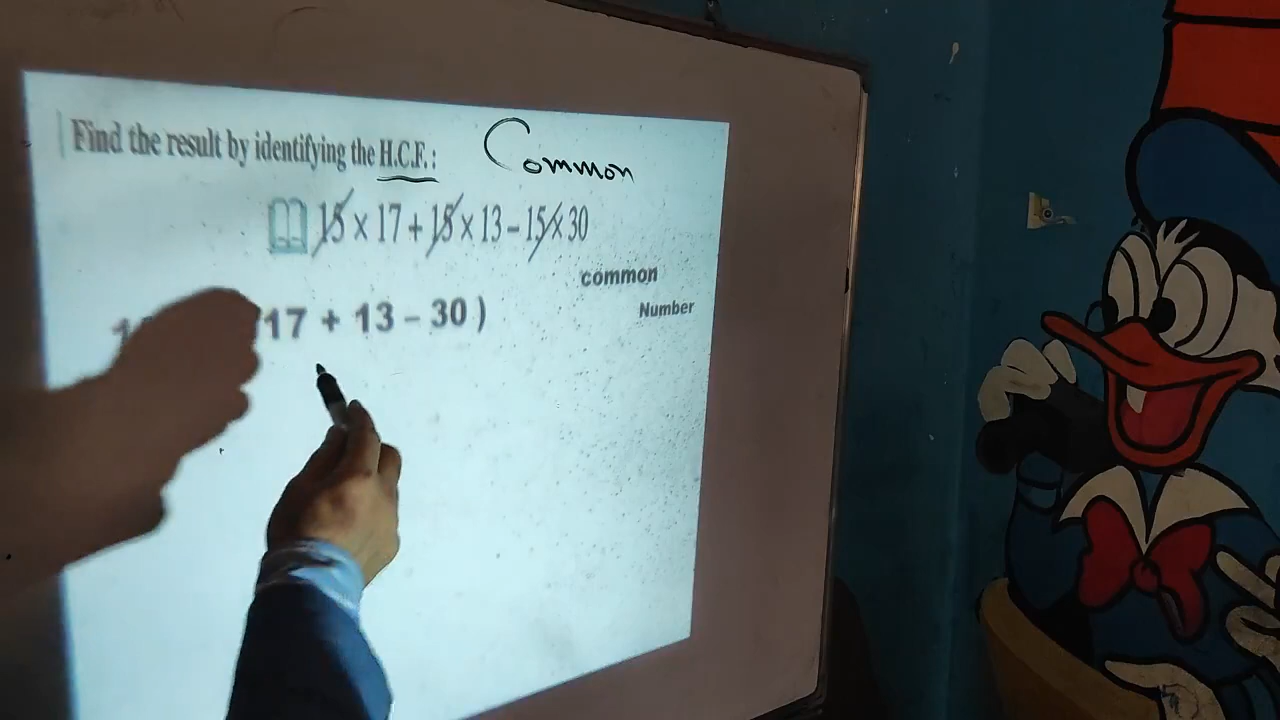 Find the result by identifying the H.C.F.: Common
15 × 17 + 15 × 13 – 15 × 30
common
17 + 13 – 30 )
Number